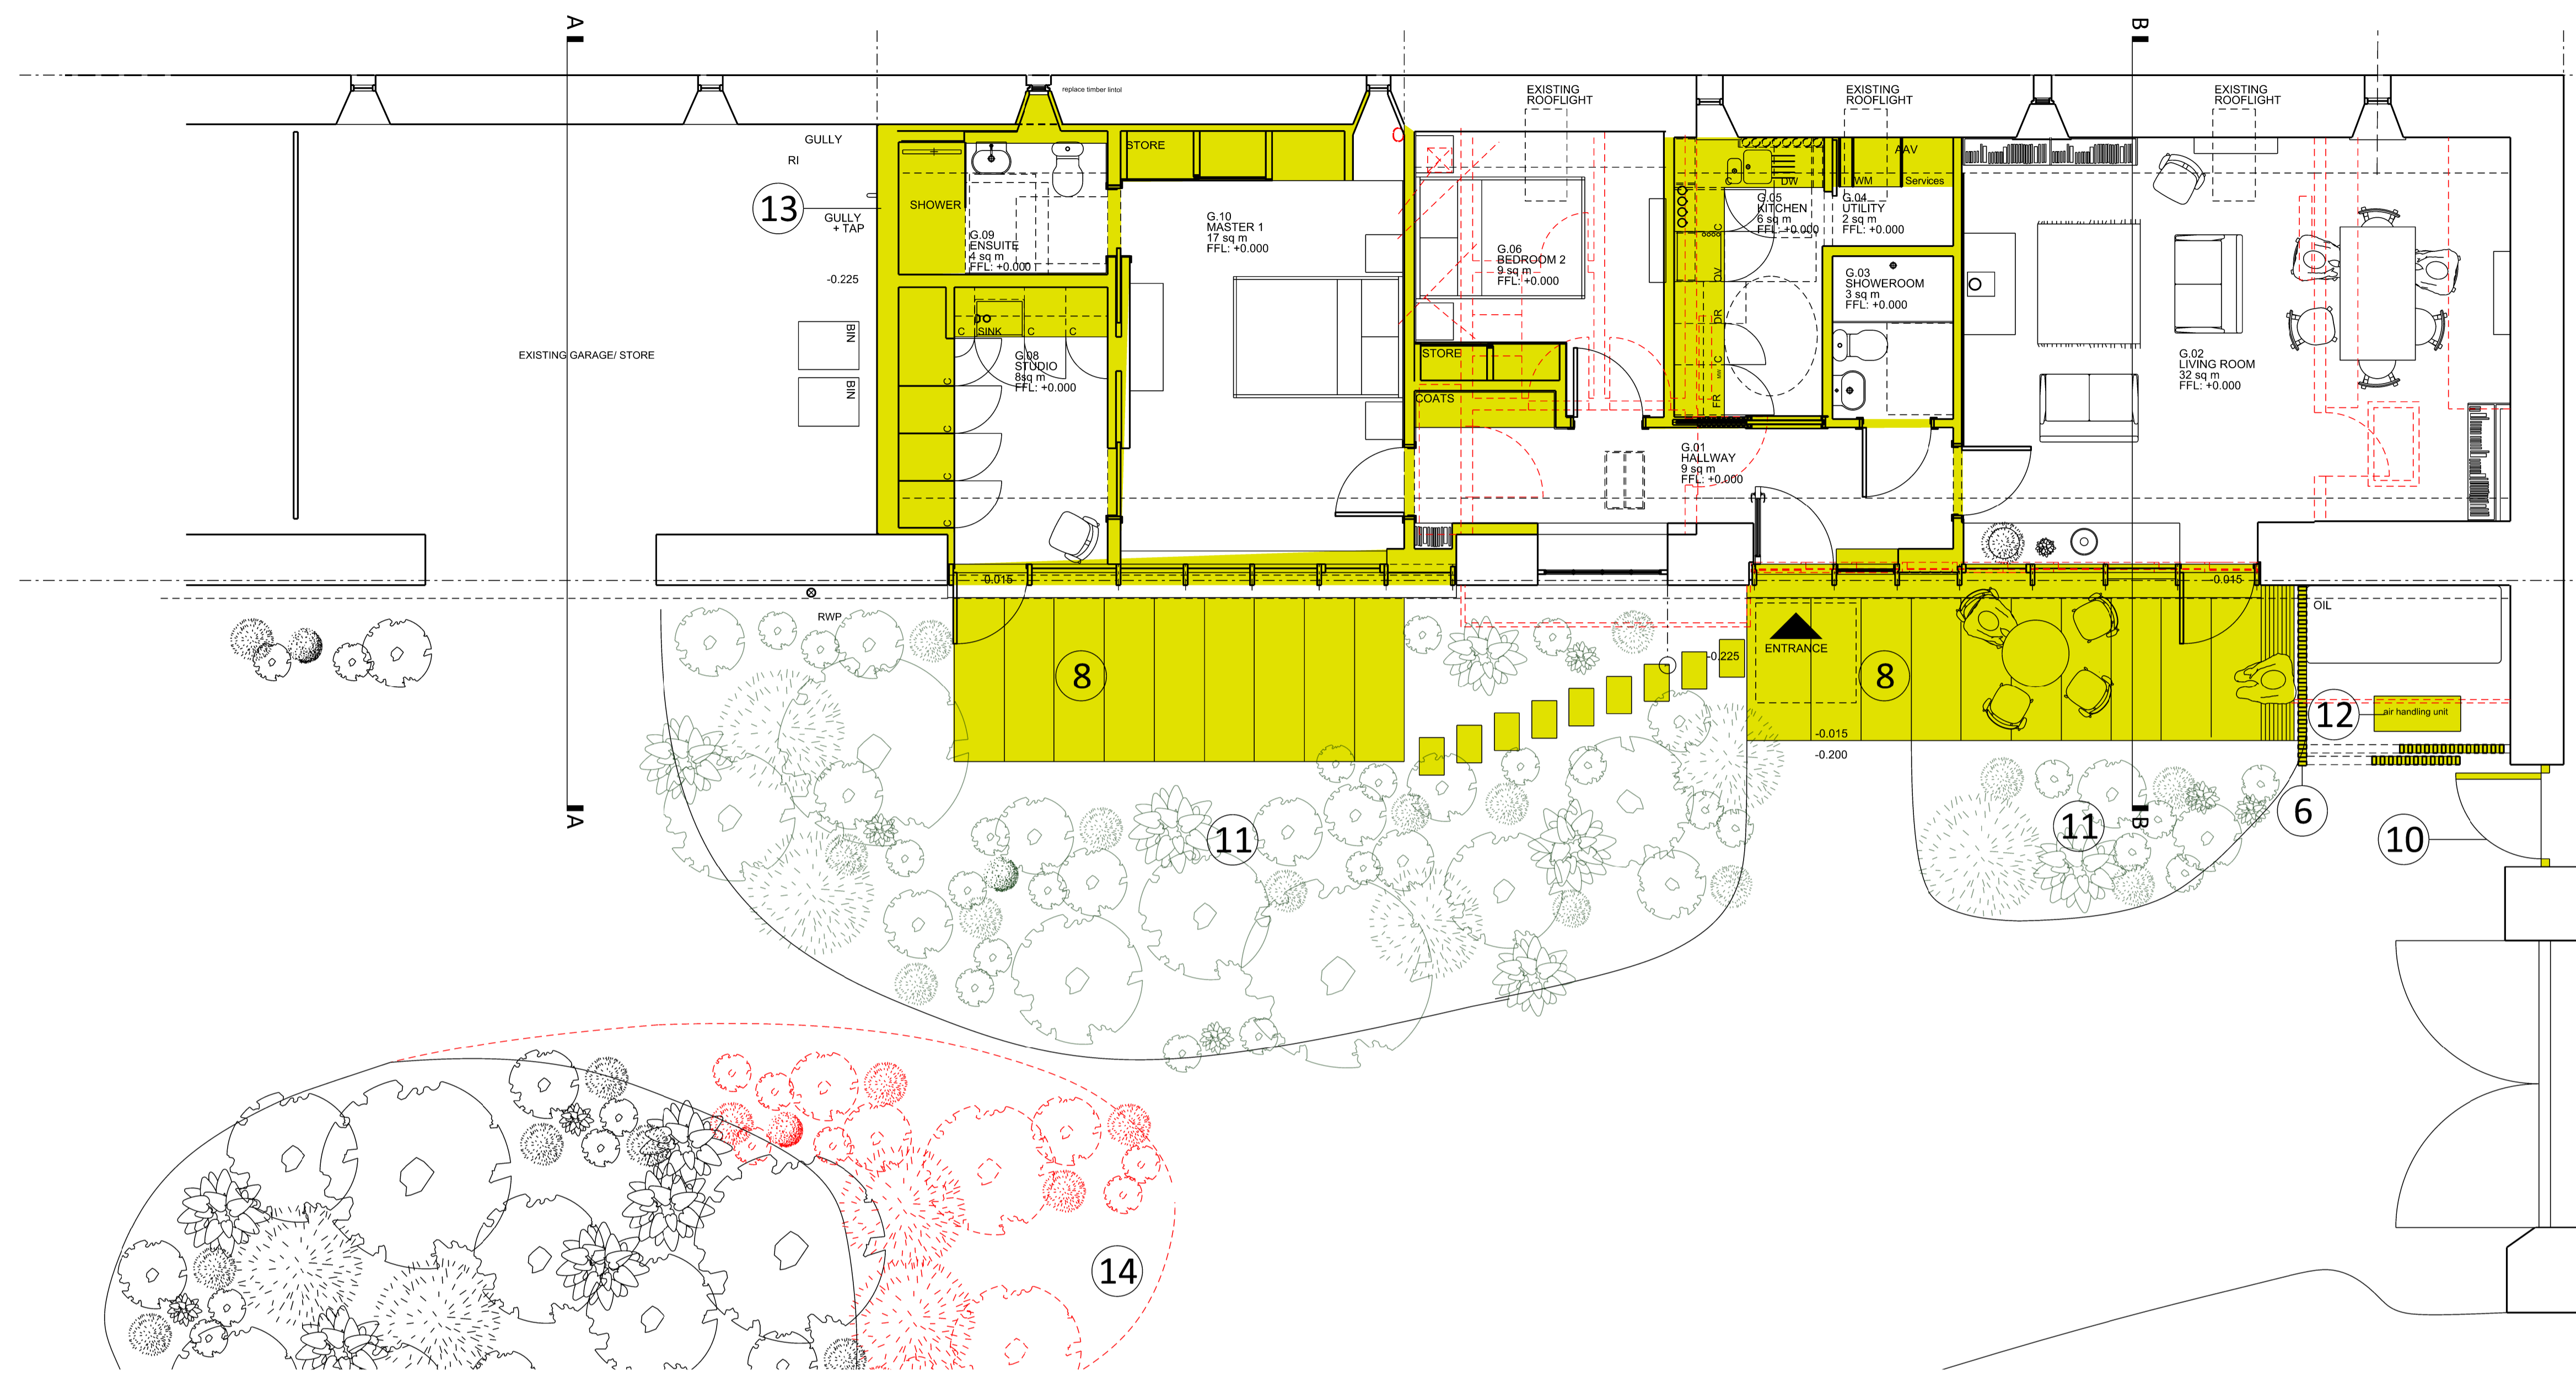 A
B
replace timber lintol
EXISTING
ROOFLIGHT
EXISTING
ROOFLIGHT
EXISTING
ROOFLIGHT
GULLY
RI
13
GULLY
+ TAP
-0.225
BIN
BIN
EXISTING GARAGE/ STORE
SHOWER
G.09
ENSUITE
4 sq m
FFL: +0.000
STORE
G.10
MASTER 1
17 sq m
FFL: +0.000
C
SINK
C
C
G.08
STUDIO
8sq m
FFL: +0.000
C
C
C
C
G.06
BEDROOM 2
9 sq m
FFL: +0.000
STORE
COATS
C
DW
WM
AAV
Services
G.05
KITCHEN
6 sq m
FFL: +0.000
G.04
UTILITY
2 sq m
FFL: +0.000
C
OV
DR
C
MW
FR
G.03
SHOWEROOM
3 sq m
FFL: +0.000
G.01
HALLWAY
9 sq m
FFL: +0.000
G.02
LIVING ROOM
32 sq m
FFL: +0.000
-0.015
-0.015
RWP
OIL
8
-0.225
ENTRANCE
8
12
air handling unit
-0.015
-0.200
A
B
11
11
6
10
14